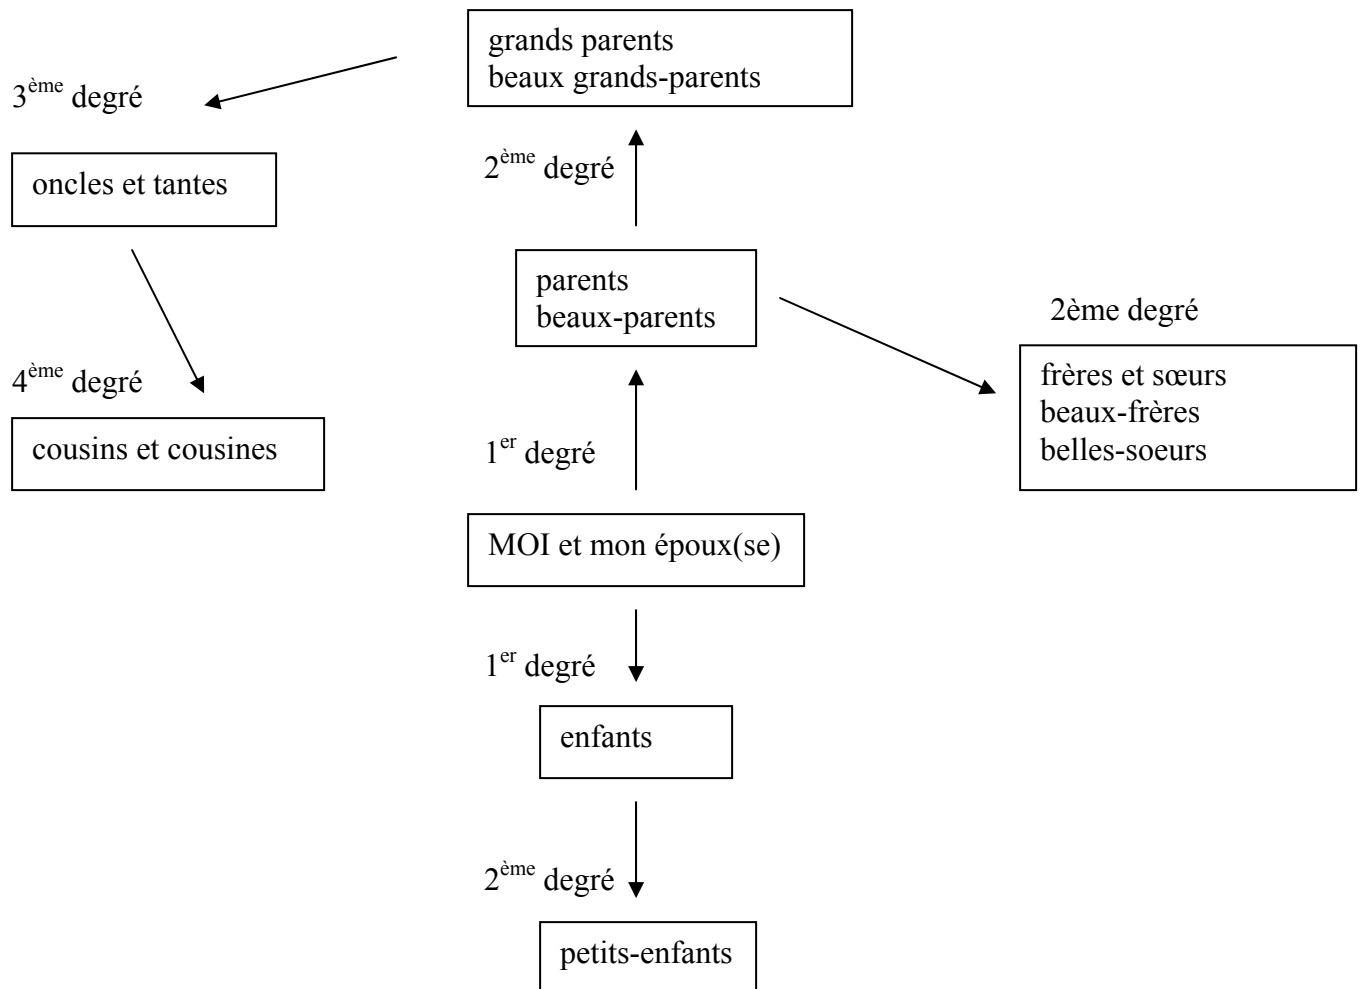 grands parents
beaux grands-parents
3ème degré
2ème degré
oncles et tantes
parents
beaux-parents
2ème degré
frères et sœurs
beaux-frères
belles-soeurs
4ème degré
cousins et cousines
1er degré
MOI et mon époux(se)
1er degré
enfants
2ème degré
petits-enfants